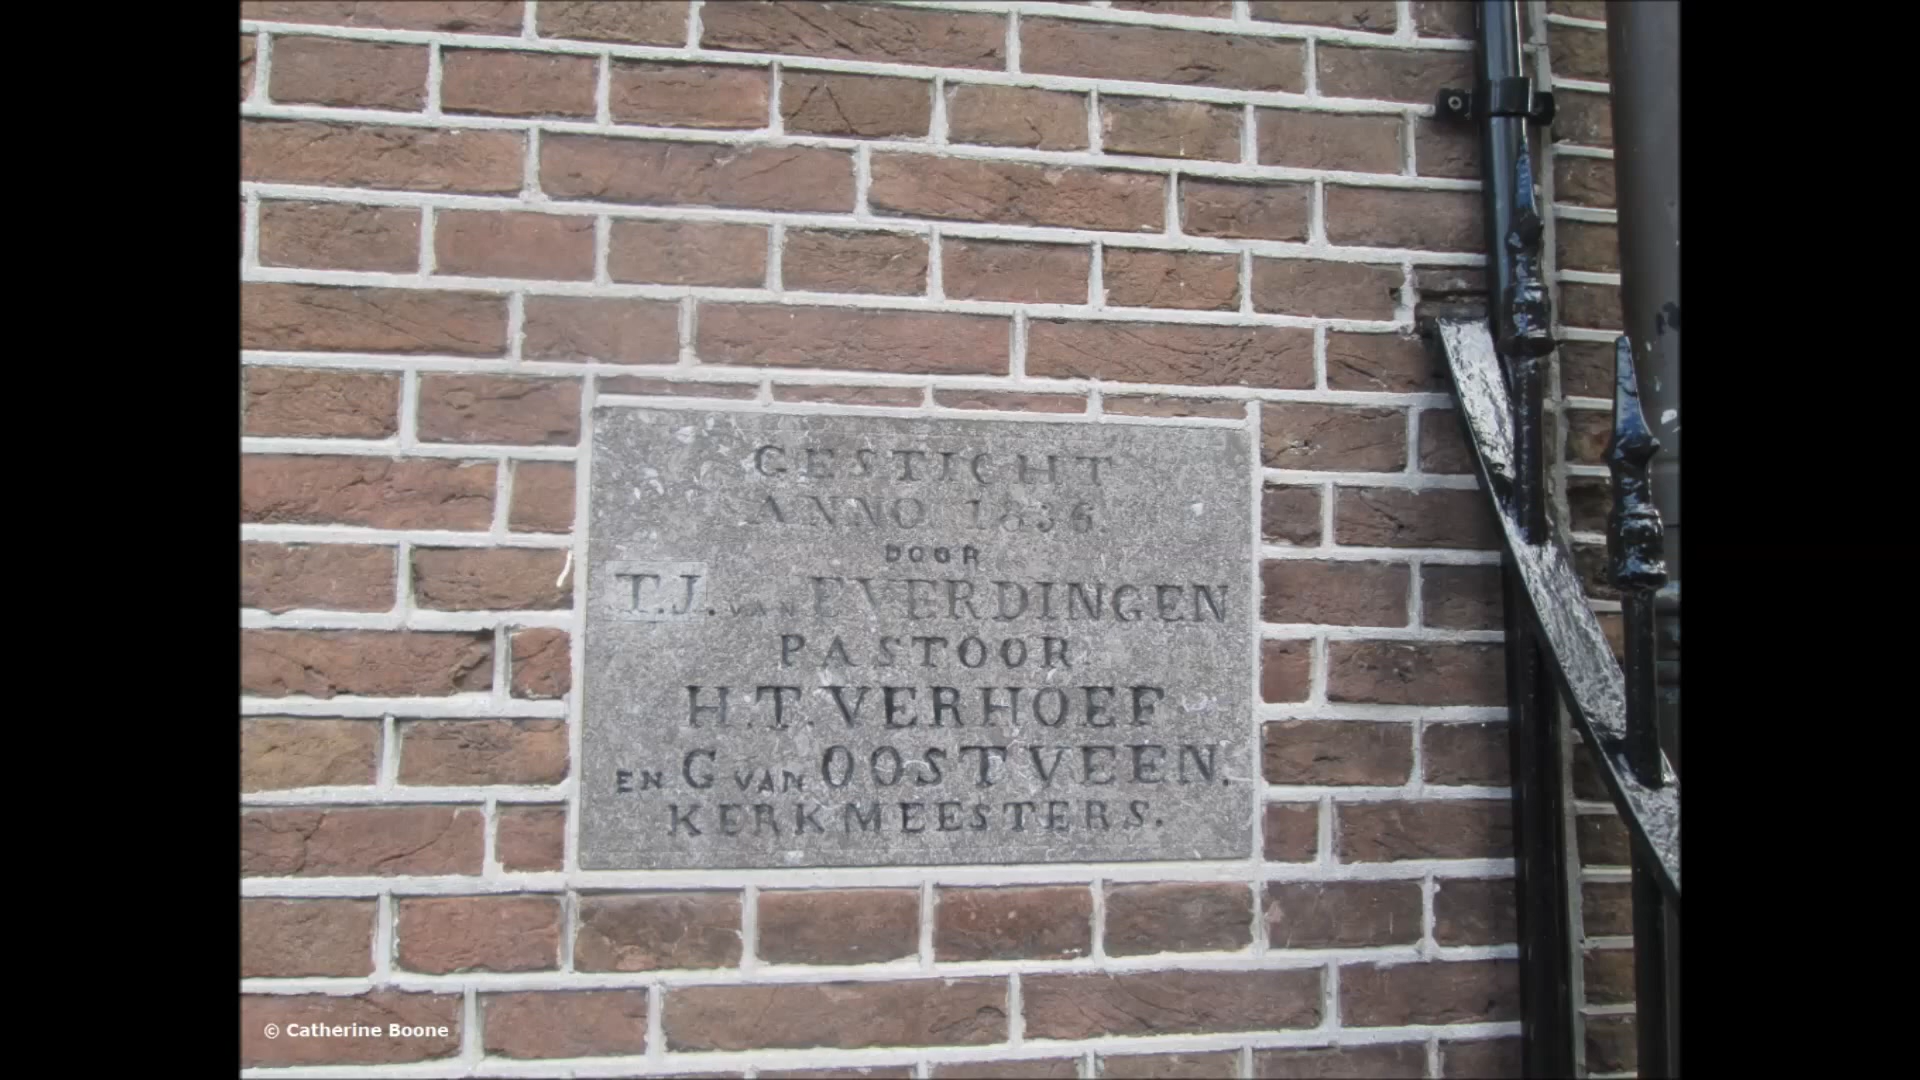 GESTICHT
ANNO 1836.
DOOR
T.J. VAN EVERDINGEN
PASTOOR
H.T. VERHOEF
EN G VAN OOSTVEEN.
KERKMEESTERS.
© Catherine Boone